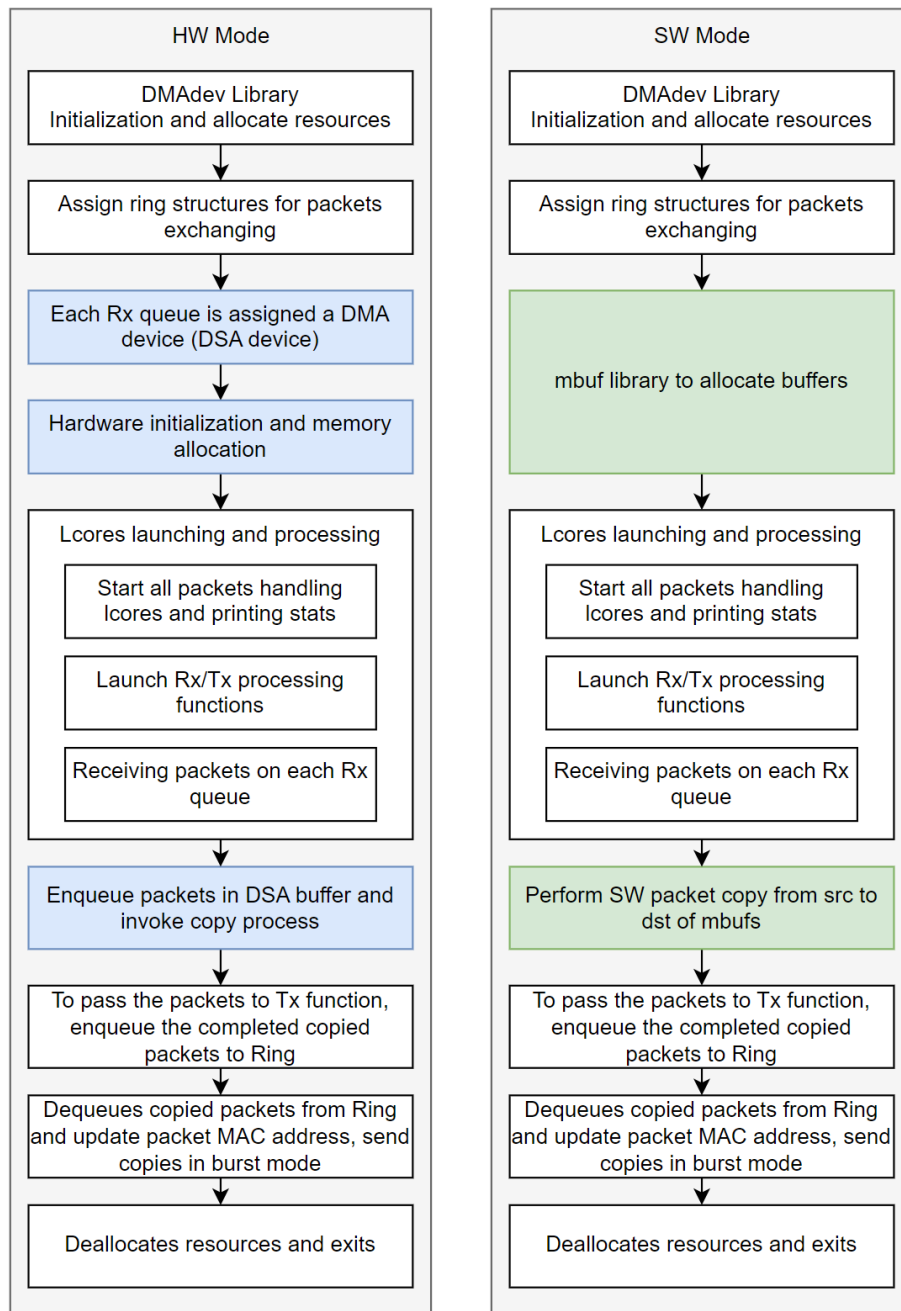 HW Mode
DMAdev Library
Initialization and allocate resources
Assign ring structures for packets
exchanging
Each Rx queue is assigned a DMA
device (DSA device)
Hardware initialization and memory
allocation
Lcores launching and processing
Start all packets handling
lcores and printing stats
Launch Rx/Tx processing
functions
Receiving packets on each Rx
queue
Enqueue packets in DSA buffer and
invoke copy process
To pass the packets to Tx function,
enqueue the completed copied
packets to Ring
Dequeues copied packets from Ring
and update packet MAC address, send
copies in burst mode
Deallocates resources and exits
SW Mode
DMAdev Library
Initialization and allocate resources
Assign ring structures for packets
exchanging
mbuf library to allocate buffers
Lcores launching and processing
Start all packets handling
lcores and printing stats
Launch Rx/Tx processing
functions
Receiving packets on each Rx
queue
Perform SW packet copy from src to
dst of mbufs
To pass the packets to Tx function,
enqueue the completed copied
packets to Ring
Dequeues copied packets from Ring
and update packet MAC address, send
copies in burst mode
Deallocates resources and exits